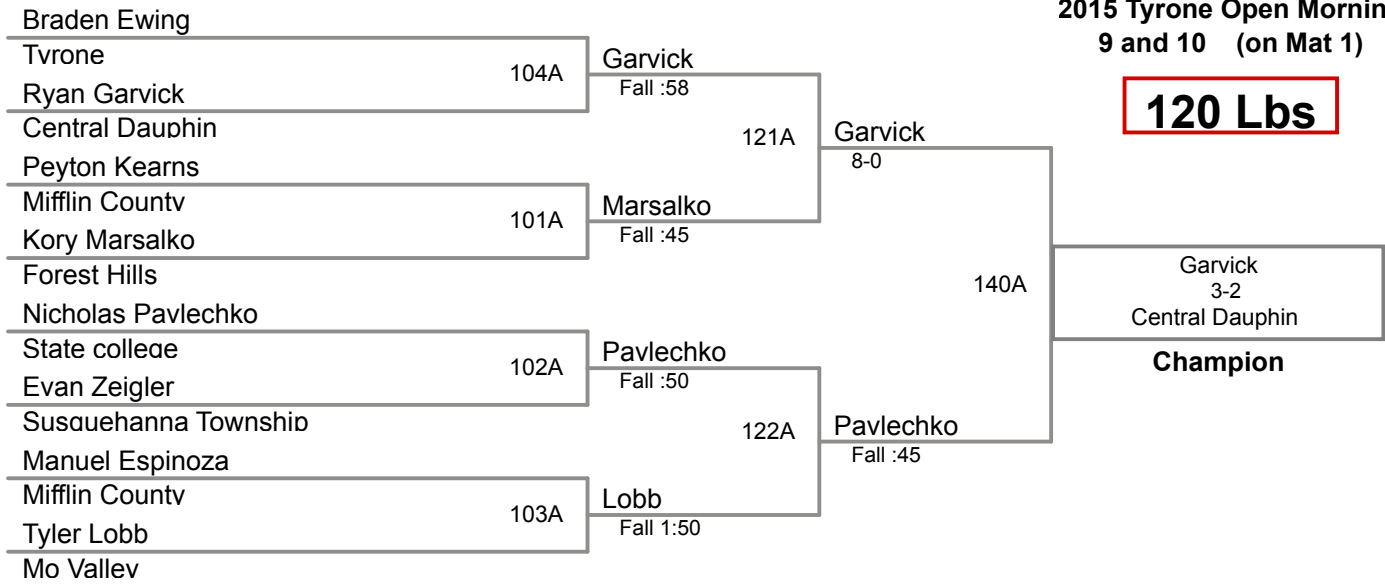 2015 Tyrone Open Mornin
9 and 10 (on Mat 1)
120 Lbs
Braden Ewing
Tyrone
104A
Ryan Garvick
Central Dauphin
Garvick
Fall :58
121A
Peyton Kearns
Mifflin County
101A
Kory Marsalko
Forest Hills
Marsalko
Fall :45
Garvick
8-0
140A
Nicholas Pavlechko
State college
102A
Evan Zeigler
Susquehanna Township
Pavlechko
Fall :50
122A
Manuel Espinoza
Mifflin County
103A
Tyler Lobb
Mo Valley
Lobb
Fall 1:50
Pavlechko
Fall :45
Garvick
3-2
Central Dauphin
Champion